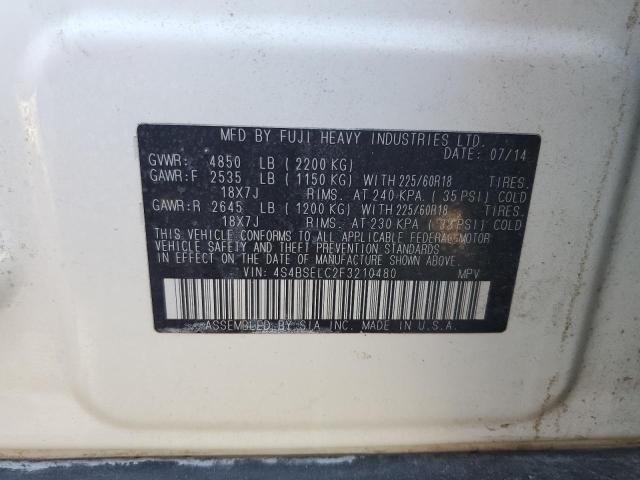 MFD BY FUJI HEAVY INDUSTRIES LTD.
DATE: 07/14
GVWR: 4850 LB (2200 KG)
GAWR:F 2535 LB (1150 KG) WITH 225/60R18 TIRES.
18X7J RIMS. AT 240 KPA. (35 PSI) COLD
GAWR:R 2645 LB (1200 KG) WITH 225/60R18 TIRES.
18X7J RIMS. AT 230 KPA. (33 PSI) COLD
THIS VEHICLE CONFORMS TO ALL APPLICABLE FEDERAL MOTOR
VEHICLE SAFETY AND THEFT PREVENTION STANDARDS
IN EFFECT ON THE DATE OF MANUFACTURE SHOWN ABOVE.
VIN: 4S4BSELC2F3210480 MPV
ASSEMBLED BY SIA INC. MADE IN U.S.A.